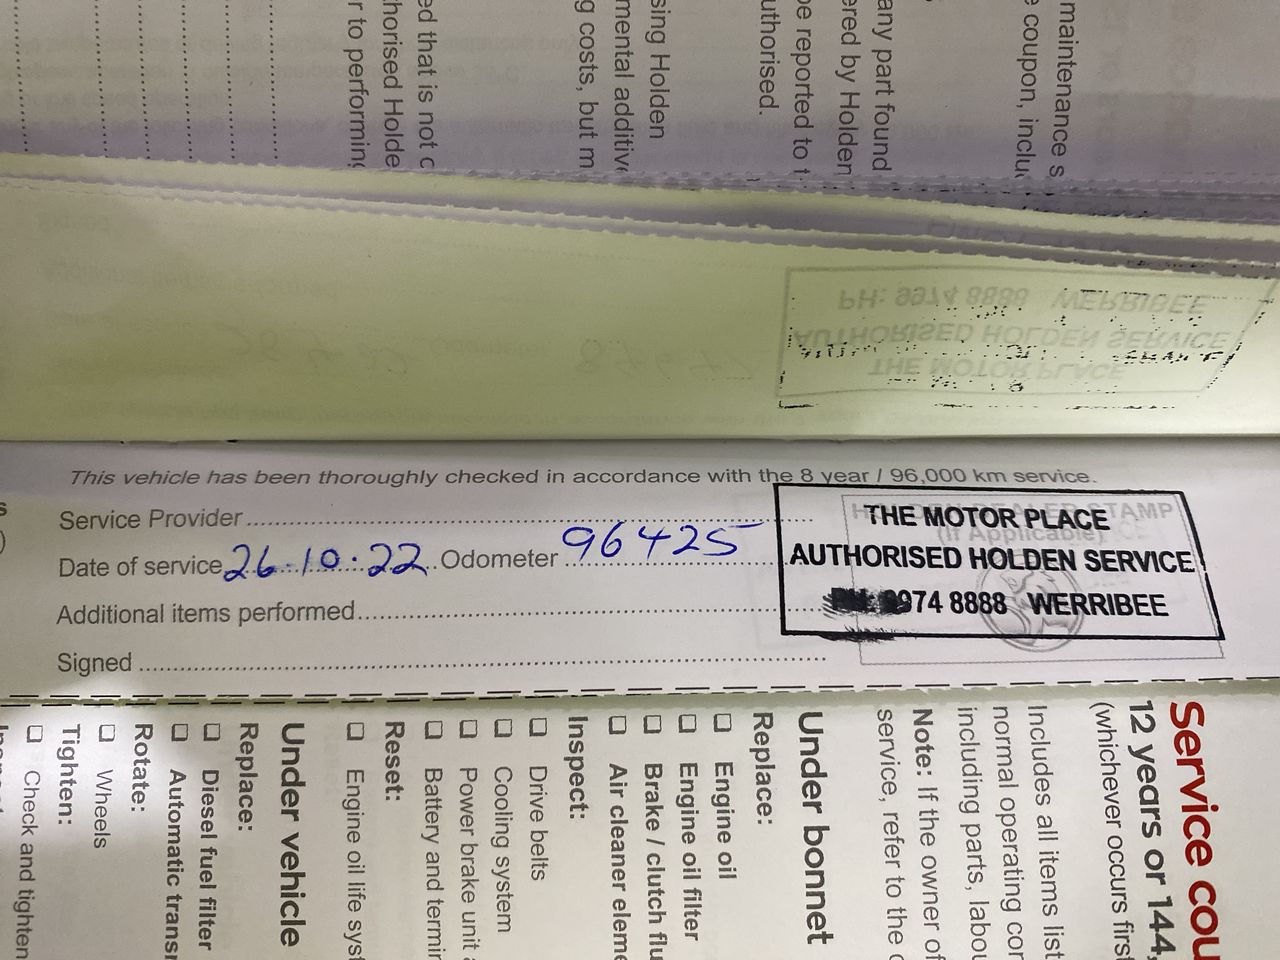 maintenance s
e coupon, inclu
any part found
ered by Holden
be reported to t
uthorised.
sing Holden
mental additive
g costs, but m
ed that is not c
thorised Holde
r to performing
PH: 9974 8888 WERRIBEE
AUTHORISED HOLDEN SERVICE
THE MOTOR PLACE
This vehicle has been thoroughly checked in accordance with the 8 year / 96,000 km service.
Service Provider
Date of service 26.10.22 Odometer 96425
Additional items performed
Signed
STAMP
(If Applicable)
THE MOTOR PLACE
AUTHORISED HOLDEN SERVICE
9974 8888 WERRIBEE
Service cou
12 years or 144,
(whichever occurs first
Includes all items list
normal operating con
including parts, labou
Note: If the owner of
service, refer to the
Under bonnet
Replace:
Engine oil
Engine oil filter
Brake / clutch flu
Air cleaner eleme
Inspect:
Drive belts
Cooling system
Power brake unit
Battery and termin
Reset:
Engine oil life syst
Under vehicle
Replace:
Diesel fuel filter
Automatic transm
Rotate:
Wheels
Tighten:
Check and tighten